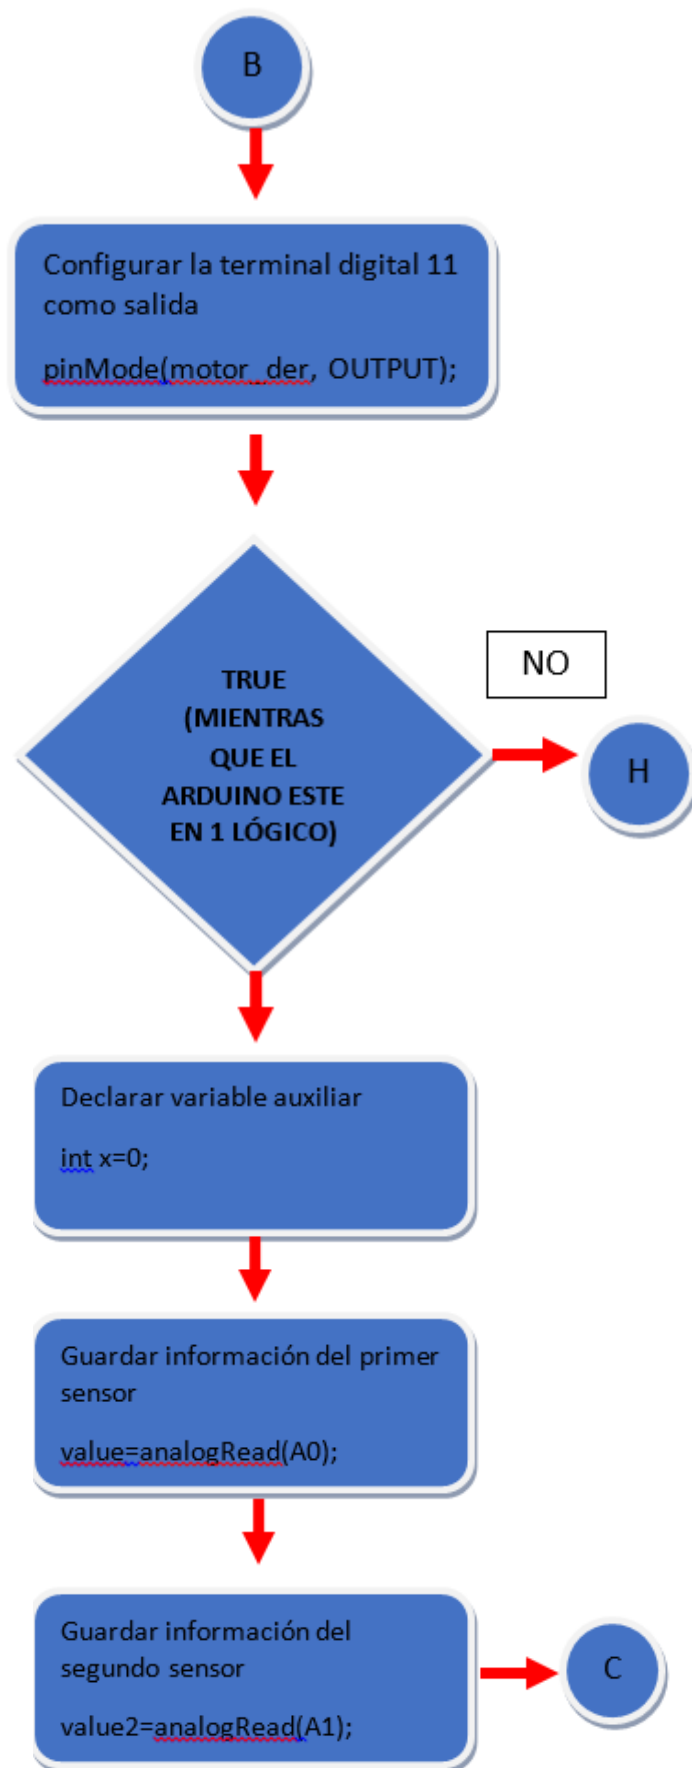 B
Configurar la terminal digital 11
como salida
pinMode(motor_der, OUTPUT);
TRUE
(MIENTRAS
QUE EL
ARDUINO ESTE
EN 1 LÓGICO)
NO
H
Declarar variable auxiliar
int x=0;
Guardar información del primer
sensor
value=analogRead(A0);
Guardar información del
segundo sensor
value2=analogRead(A1);
C